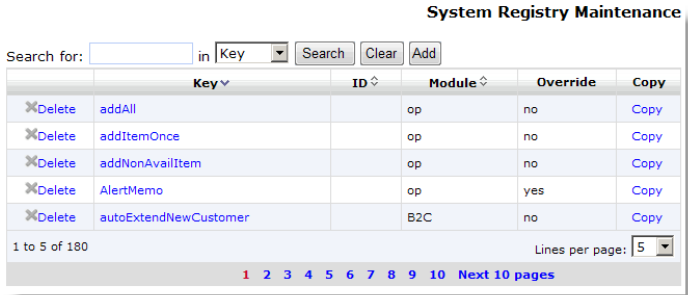 System Registry Maintenance
Search for: in Key Search Clear Add
Key ID Module Override Copy
Delete addAll op no Copy
Delete addItemOnce op no Copy
Delete addNonAvailItem op no Copy
Delete AlertMemo op yes Copy
Delete autoExtendNewCustomer B2C no Copy
1 to 5 of 180 Lines per page: 5
1 2 3 4 5 6 7 8 9 10 Next 10 pages